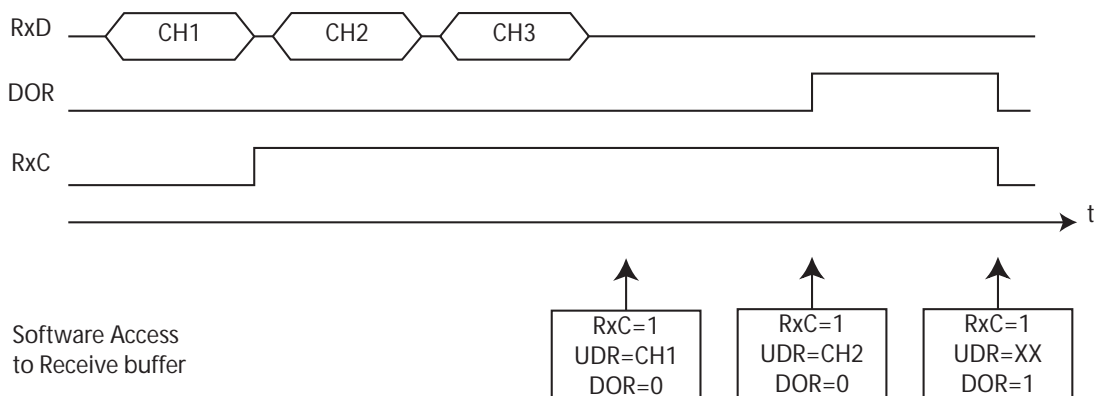 RxD CH1 CH2 CH3
DOR
RxC
t
Software Access
to Receive buffer
RxC=1
UDR=CH1
DOR=0
RxC=1
UDR=CH2
DOR=0
RxC=1
UDR=XX
DOR=1